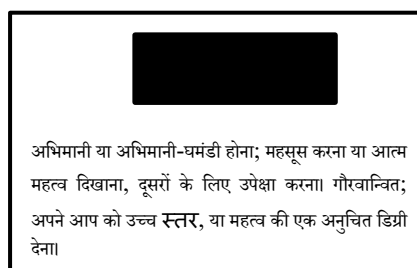 अभिमानी या अभिमानी-घमंडी होना; महसूस करना या आत्म
महत्व दिखाना, दूसरों के लिए उपेक्षा करना। गौरवान्वित;
अपने आप को उच्च स्तर, या महत्व की एक अनुचित डिग्री
देना।